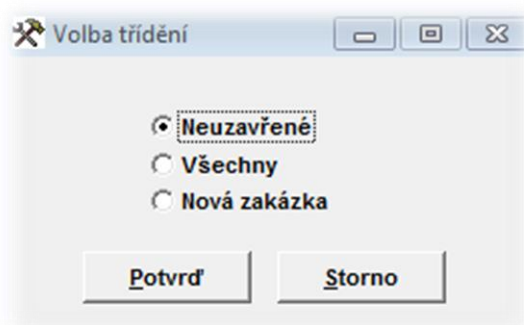 Volba třídění
Neuzavřené
Všechny
Nová zakázka
Potvrď Storno